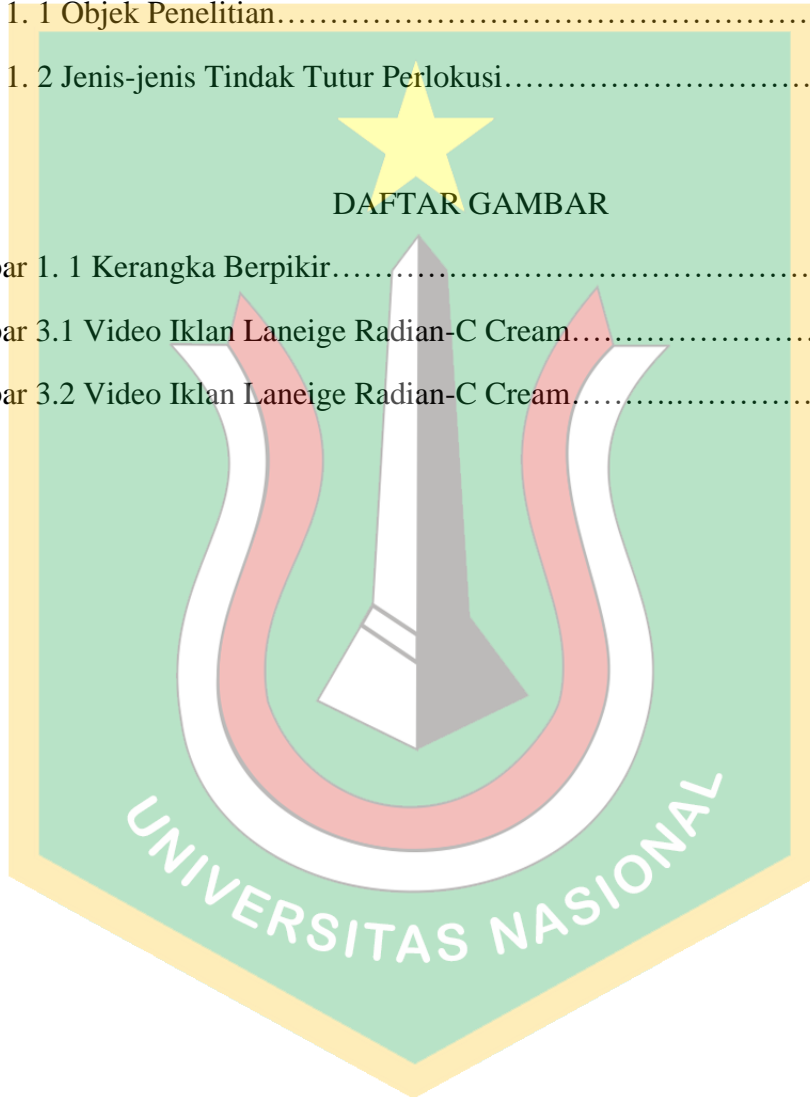 1. 1 Objek Penelitian……………………………………………
1. 2 Jenis-jenis Tindak Tutur Perlokusi…………………………
DAFTAR GAMBAR
bar 1. 1 Kerangka Berpikir………………………………………
bar 3.1 Video Iklan Laneige Radian-C Cream……………………
bar 3.2 Video Iklan Laneige Radian-C Cream……………………
UNIVERSITAS NASIONAL